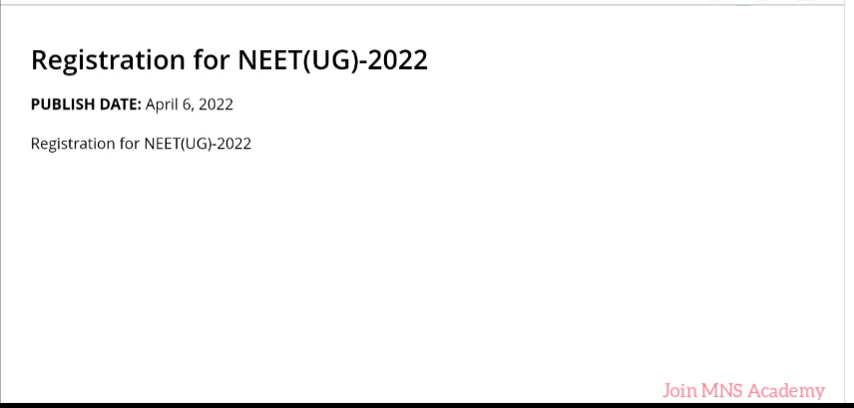 Registration for NEET(UG)-2022
PUBLISH DATE: April 6, 2022
Registration for NEET(UG)-2022
Join MNS Academy